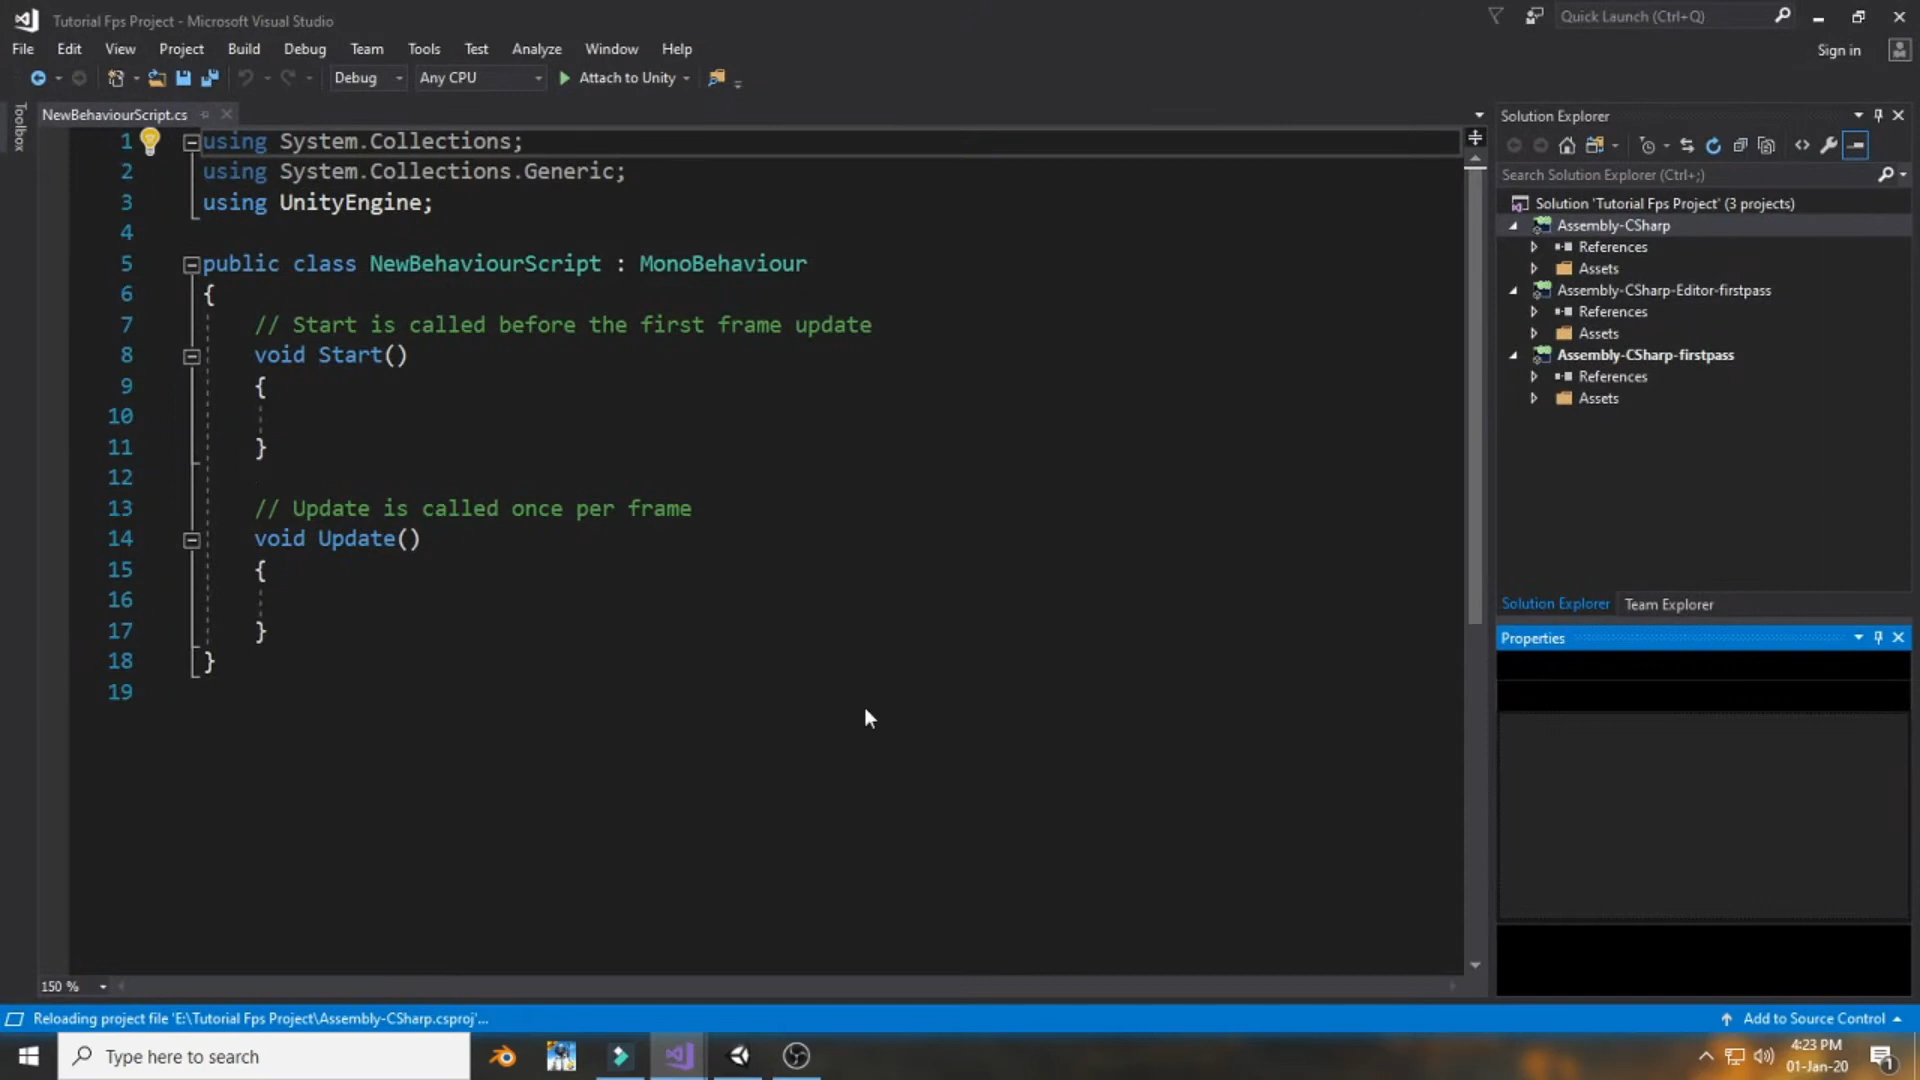 Tutorial Fps Project - Microsoft Visual Studio
Quick Launch (Ctrl+Q)
File Edit View Project Build Debug Team Tools Test Analyze Window Help
Sign in
Debug Any CPU Attach to Unity
Toolbox
NewBehaviourScript.cs
1 using System.Collections;
2 using System.Collections.Generic;
3 using UnityEngine;
4
5 public class NewBehaviourScript : MonoBehaviour
6 {
7 // Start is called before the first frame update
8 void Start()
9 {
10
11 }
12
13 // Update is called once per frame
14 void Update()
15 {
16
17 }
18 }
19
150 %
Solution Explorer
Search Solution Explorer (Ctrl+;)
Solution 'Tutorial Fps Project' (3 projects)
Assembly-CSharp
References
Assets
Assembly-CSharp-Editor-firstpass
References
Assets
Assembly-CSharp-firstpass
References
Assets
Solution Explorer Team Explorer
Properties
Reloading project file 'E:\Tutorial Fps Project\Assembly-CSharp.csproj'...
Add to Source Control
Type here to search
4:23 PM
01-Jan-20
1